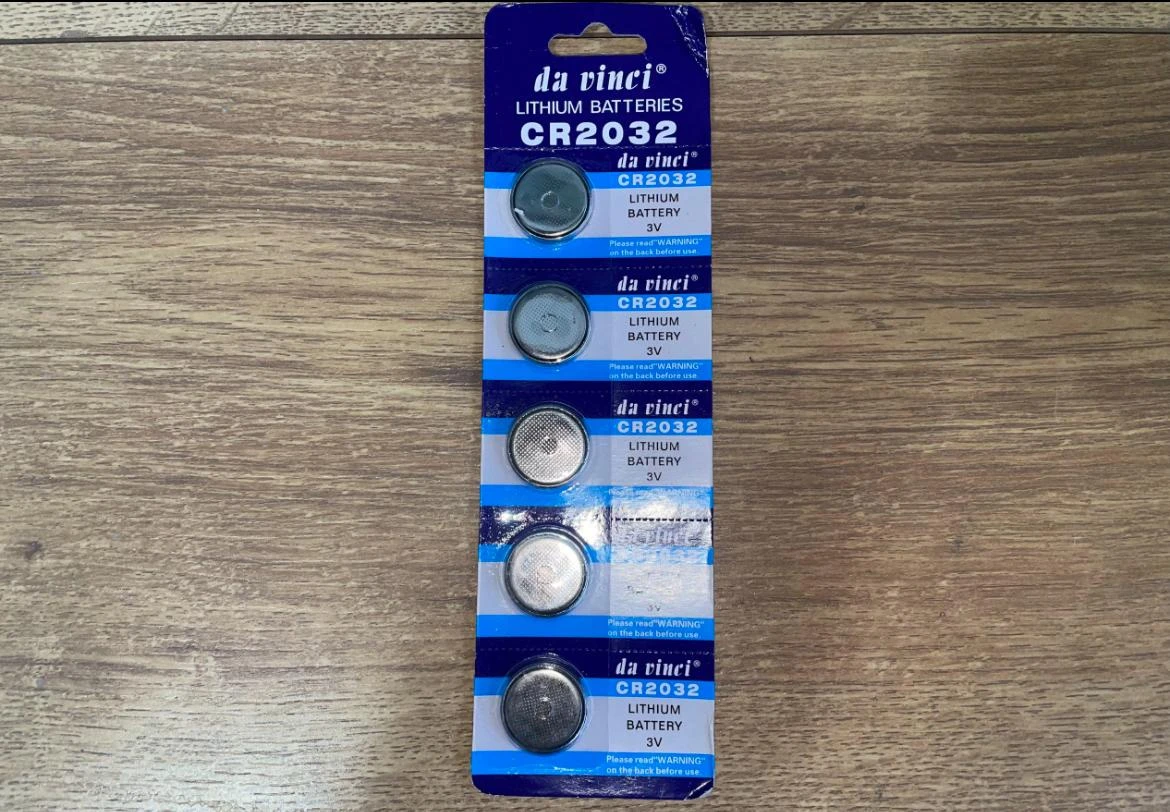 da vinci®
LITHIUM BATTERIES
CR2032
da vinci®
CR2032
LITHIUM
BATTERY
3V
Please read"WARNING"
on the back before use.
da vinci®
CR2032
LITHIUM
BATTERY
3V
Please read"WARNING"
on the back before use.
da vinci®
CR2032
LITHIUM
BATTERY
3V
Please read"WARNING"
3V
Please read"WARNING"
on the back before use.
da vinci®
CR2032
LITHIUM
BATTERY
3V
Please read"WARNING"
on the back before use.